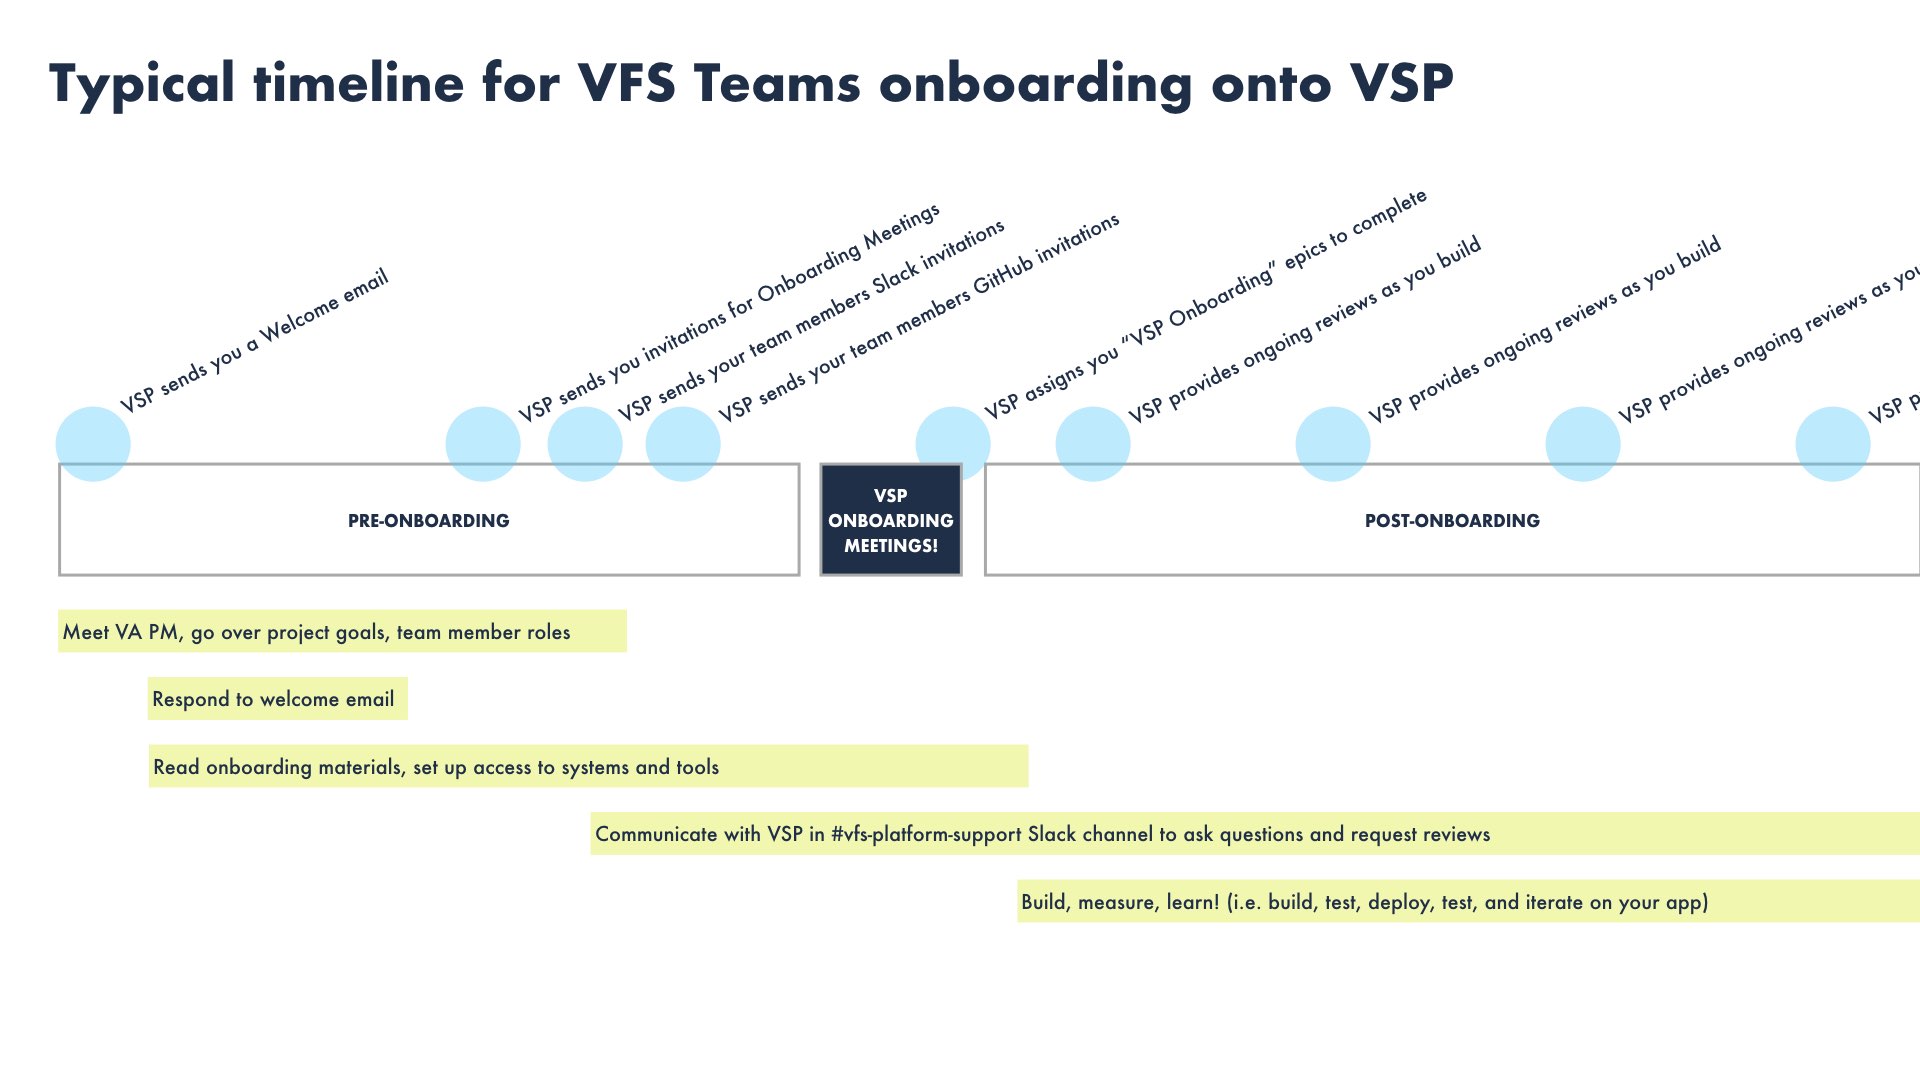 Typical timeline for VFS Teams onboarding onto VSP
VSP sends you a Welcome email
VSP sends you invitations for Onboarding Meetings
VSP sends your team members Slack invitations
VSP sends your team members GitHub invitations
VSP assigns you “VSP Onboarding” epics to complete
VSP provides ongoing reviews as you build
VSP provides ongoing reviews as you build
VSP provides ongoing reviews as you
VSP
PRE-ONBOARDING
VSP
ONBOARDING
MEETINGS!
POST-ONBOARDING
Meet VA PM, go over project goals, team member roles
Respond to welcome email
Read onboarding materials, set up access to systems and tools
Communicate with VSP in #vfs-platform-support Slack channel to ask questions and request reviews
Build, measure, learn! (i.e. build, test, deploy, test, and iterate on your app)